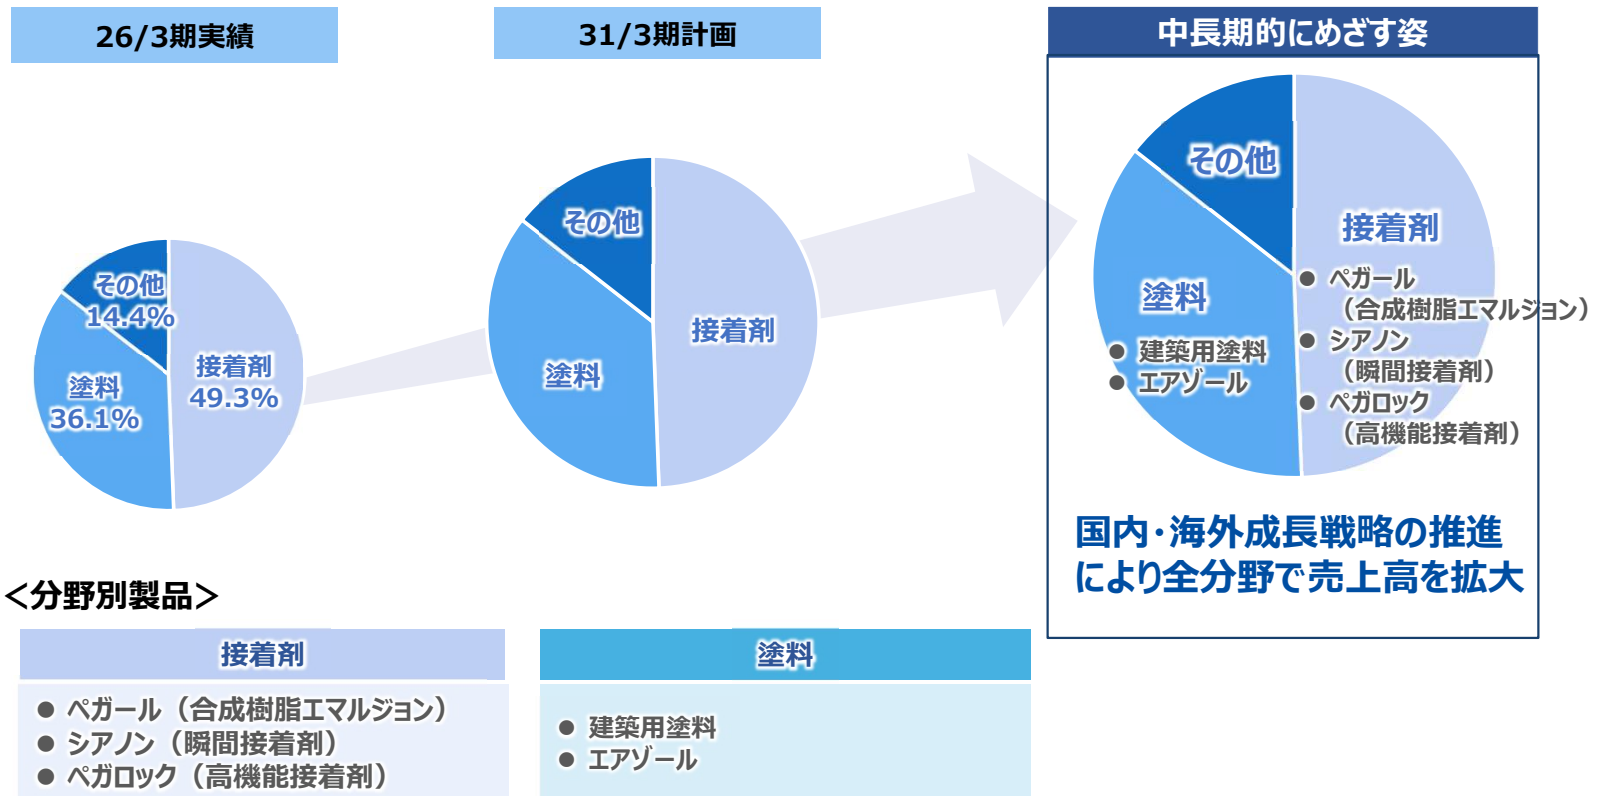 26/3期実績
31/3期計画
中長期的にめざす姿
その他
14.4%
接着剤
49.3%
塗料
36.1%
その他
接着剤
塗料
その他
接着剤
● ペガール
（合成樹脂エマルジョン）
● シアノン
（瞬間接着剤）
● ペガロック
（高機能接着剤）
塗料
● 建築用塗料
● エアゾール
国内・海外成長戦略の推進
により全分野で売上高を拡大
＜分野別製品＞
接着剤
● ペガール（合成樹脂エマルジョン）
● シアノン（瞬間接着剤）
● ペガロック（高機能接着剤）
塗料
● 建築用塗料
● エアゾール